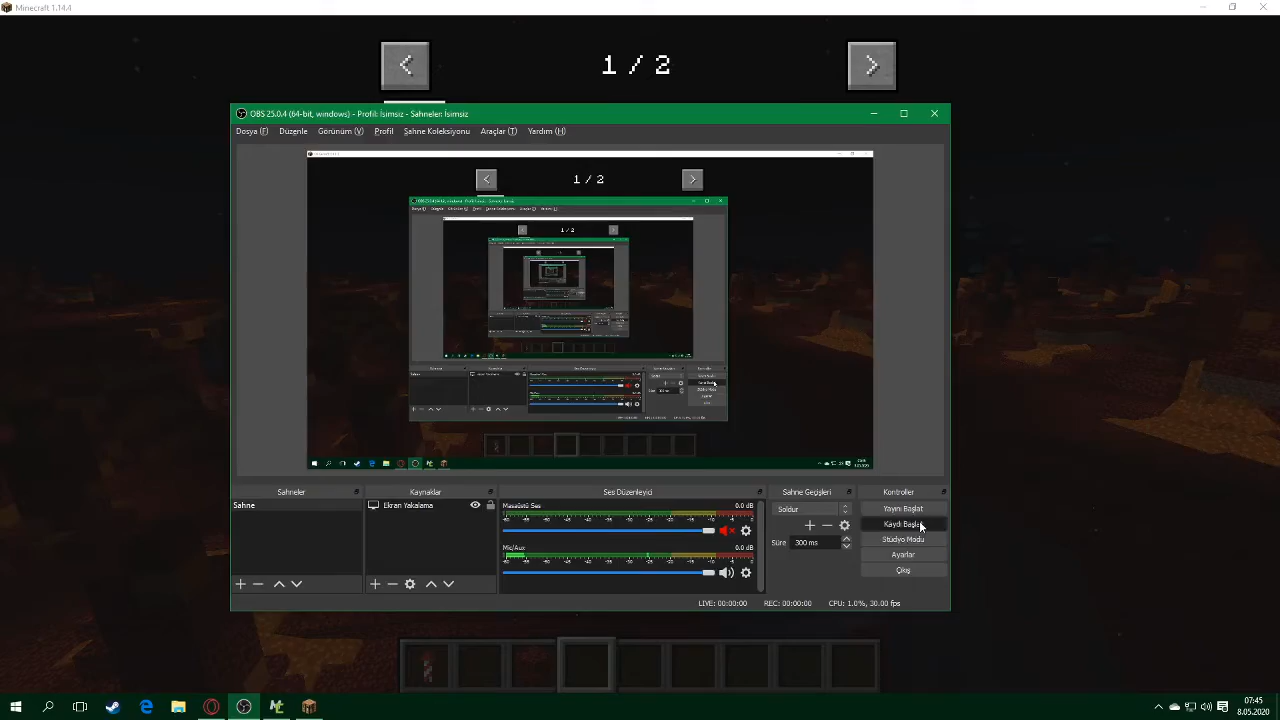 Minecraft 1.14.4
1 / 2
OBS 25.0.4 (64-bit, windows) - Profil: İsimsiz - Sahneler: İsimsiz
Dosya (F) Düzenle Görünüm (V) Profil Sahne Koleksiyonu Araçlar (T) Yardım (H)
1 / 2
1 / 2
Sahneler Kaynaklar Ses Düzenleyici Sahne Geçişleri Kontroller
Sahne
Ekran Yakalama
Masaüstü Ses 0.0 dB
Mic/Aux 0.0 dB
Soldur
Süre 300 ms
Yayını Başlat
Kaydı Başlat
Stüdyo Modu
Ayarlar
Çıkış
LIVE: 00:00:00 REC: 00:00:00 CPU: 1.0%, 30.00 fps
07:45
8.05.2020